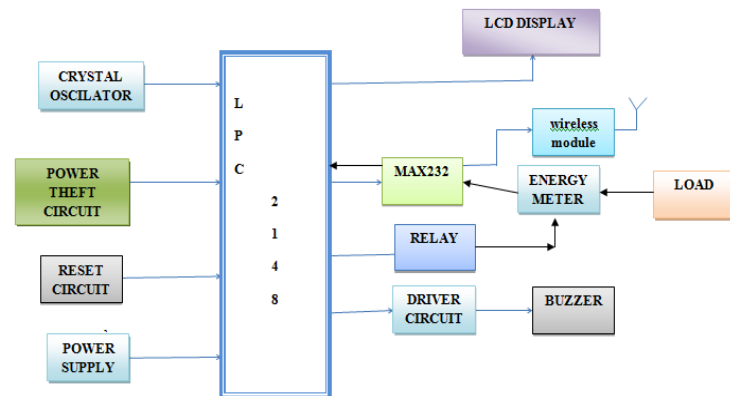 LCD DISPLAY
CRYSTAL
OSCILATOR
L
P
C
2
1
4
8
wireless
module
POWER
THEFT
CIRCUIT
MAX232
ENERGY
METER
LOAD
RELAY
RESET
CIRCUIT
DRIVER
CIRCUIT
BUZZER
POWER
SUPPLY